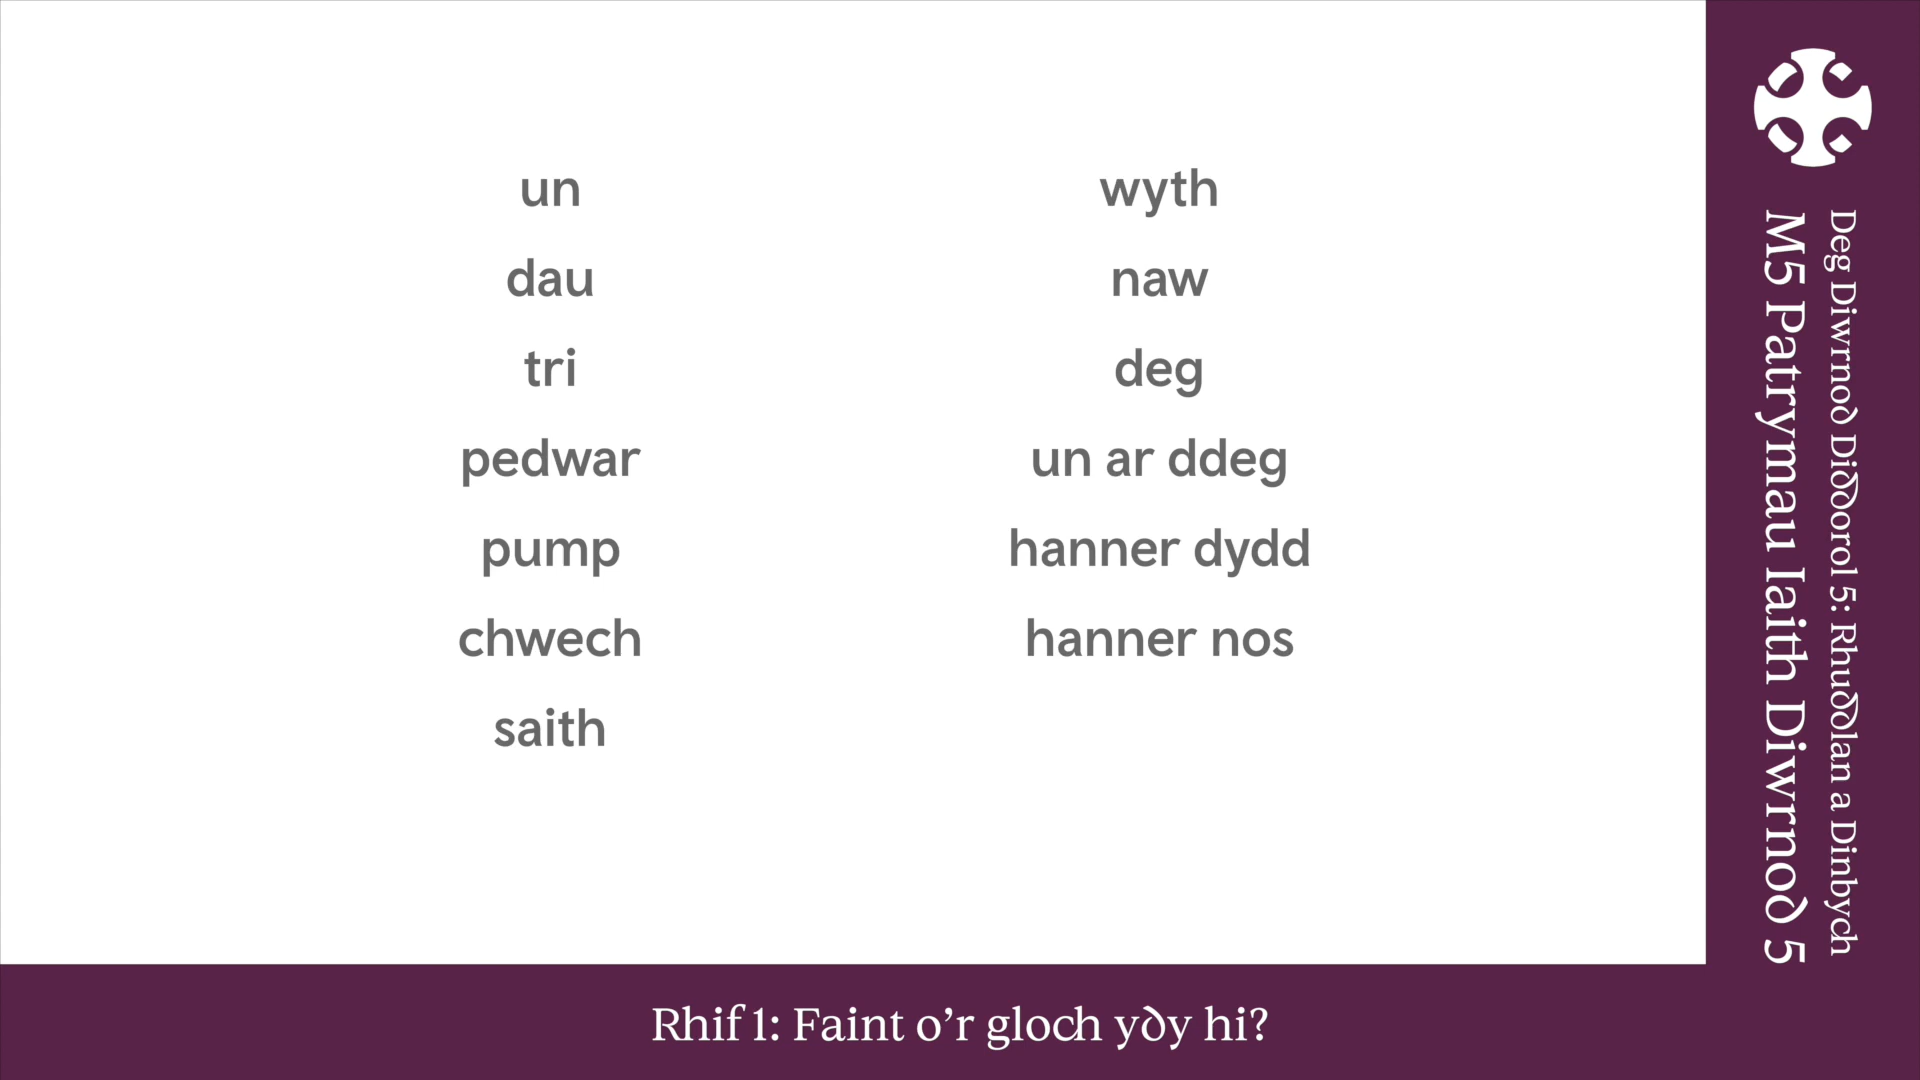 un
dau
tri
pedwar
pump
chwech
saith
wyth
naw
deg
un ar ddeg
hanner dydd
hanner nos
Deg Diwrnod Diddorol 5: Rhuddlan a Dinbych
M5 Patrymau Iaith Diwrnod 5
Rhif 1: Faint o’r gloch ydy hi?